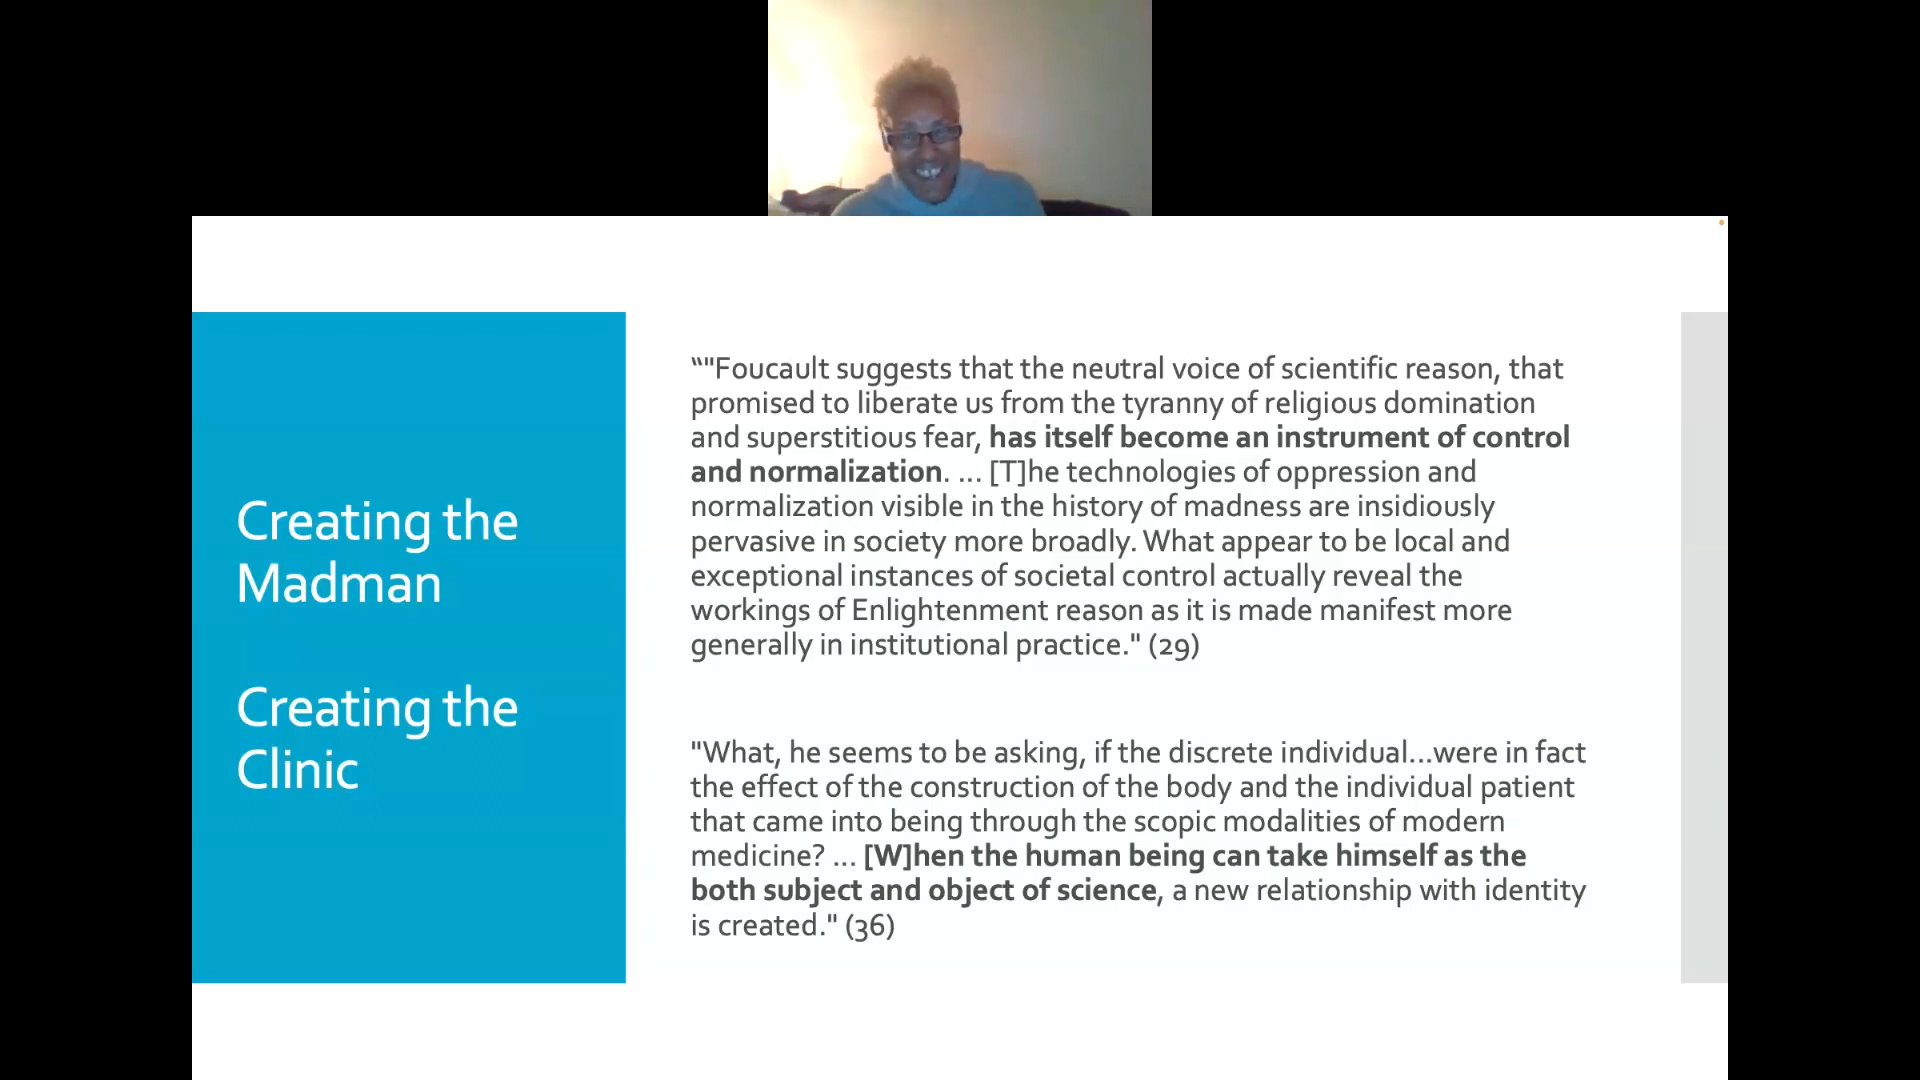 Creating the
Madman
Creating the
Clinic
“"Foucault suggests that the neutral voice of scientific reason, that
promised to liberate us from the tyranny of religious domination
and superstitious fear, has itself become an instrument of control
and normalization. ... [T]he technologies of oppression and
normalization visible in the history of madness are insidiously
pervasive in society more broadly. What appear to be local and
exceptional instances of societal control actually reveal the
workings of Enlightenment reason as it is made manifest more
generally in institutional practice." (29)
"What, he seems to be asking, if the discrete individual...were in fact
the effect of the construction of the body and the individual patient
that came into being through the scopic modalities of modern
medicine? ... [W]hen the human being can take himself as the
both subject and object of science, a new relationship with identity
is created." (36)